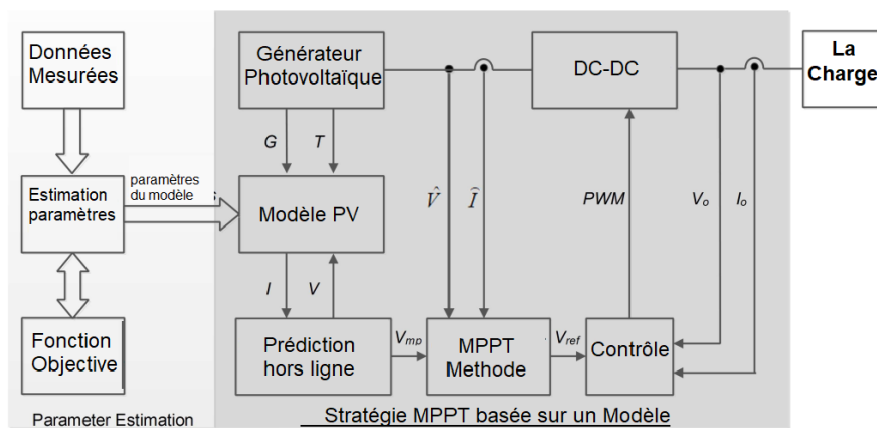 Données
Mesurées
Générateur
Photovoltaïque
DC-DC
La
Charge
G
T
paramètres
du modèle
Estimation
paramètres
Modèle PV
V̂
Î
PWM
Vₒ
Iₒ
I
V
Fonction
Objective
Prédiction
hors ligne
Vmp
MPPT
Methode
Vref
Contrôle
Parameter Estimation
Stratégie MPPT basée sur un Modèle